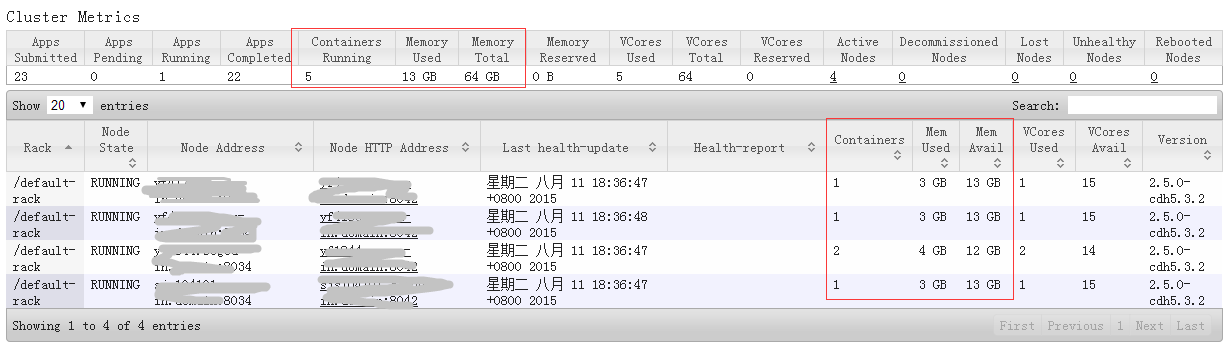 Cluster Metrics
Apps Submitted Apps Pending Apps Running Apps Completed Containers Running Memory Used Memory Total Memory Reserved VCores Used VCores Total VCores Reserved Active Nodes Decommissioned Nodes Lost Nodes Unhealthy Nodes Rebooted Nodes
23 0 1 22 5 13 GB 64 GB 0 B 5 64 0 4 0 0 0 0
Show 20 entries Search:
Rack Node State Node Address Node HTTP Address Last health-update Health-report Containers Mem Used Mem Avail VCores Used VCores Avail Version
/default- RUNNING 星期二 八月 11 18:36:47 1 3 GB 13 GB 1 15 2.5.0-
rack +0800 2015 cdh5.3.2
/default- RUNNING 星期二 八月 11 18:36:48 1 3 GB 13 GB 1 15 2.5.0-
rack +0800 2015 cdh5.3.2
/default- RUNNING 星期二 八月 11 18:36:47 2 4 GB 12 GB 2 14 2.5.0-
rack :8034 +0800 2015 cdh5.3.2
/default- RUNNING 星期二 八月 11 18:36:47 1 3 GB 13 GB 1 15 2.5.0-
rack :8034 :8042 +0800 2015 cdh5.3.2
Showing 1 to 4 of 4 entries First Previous 1 Next Last